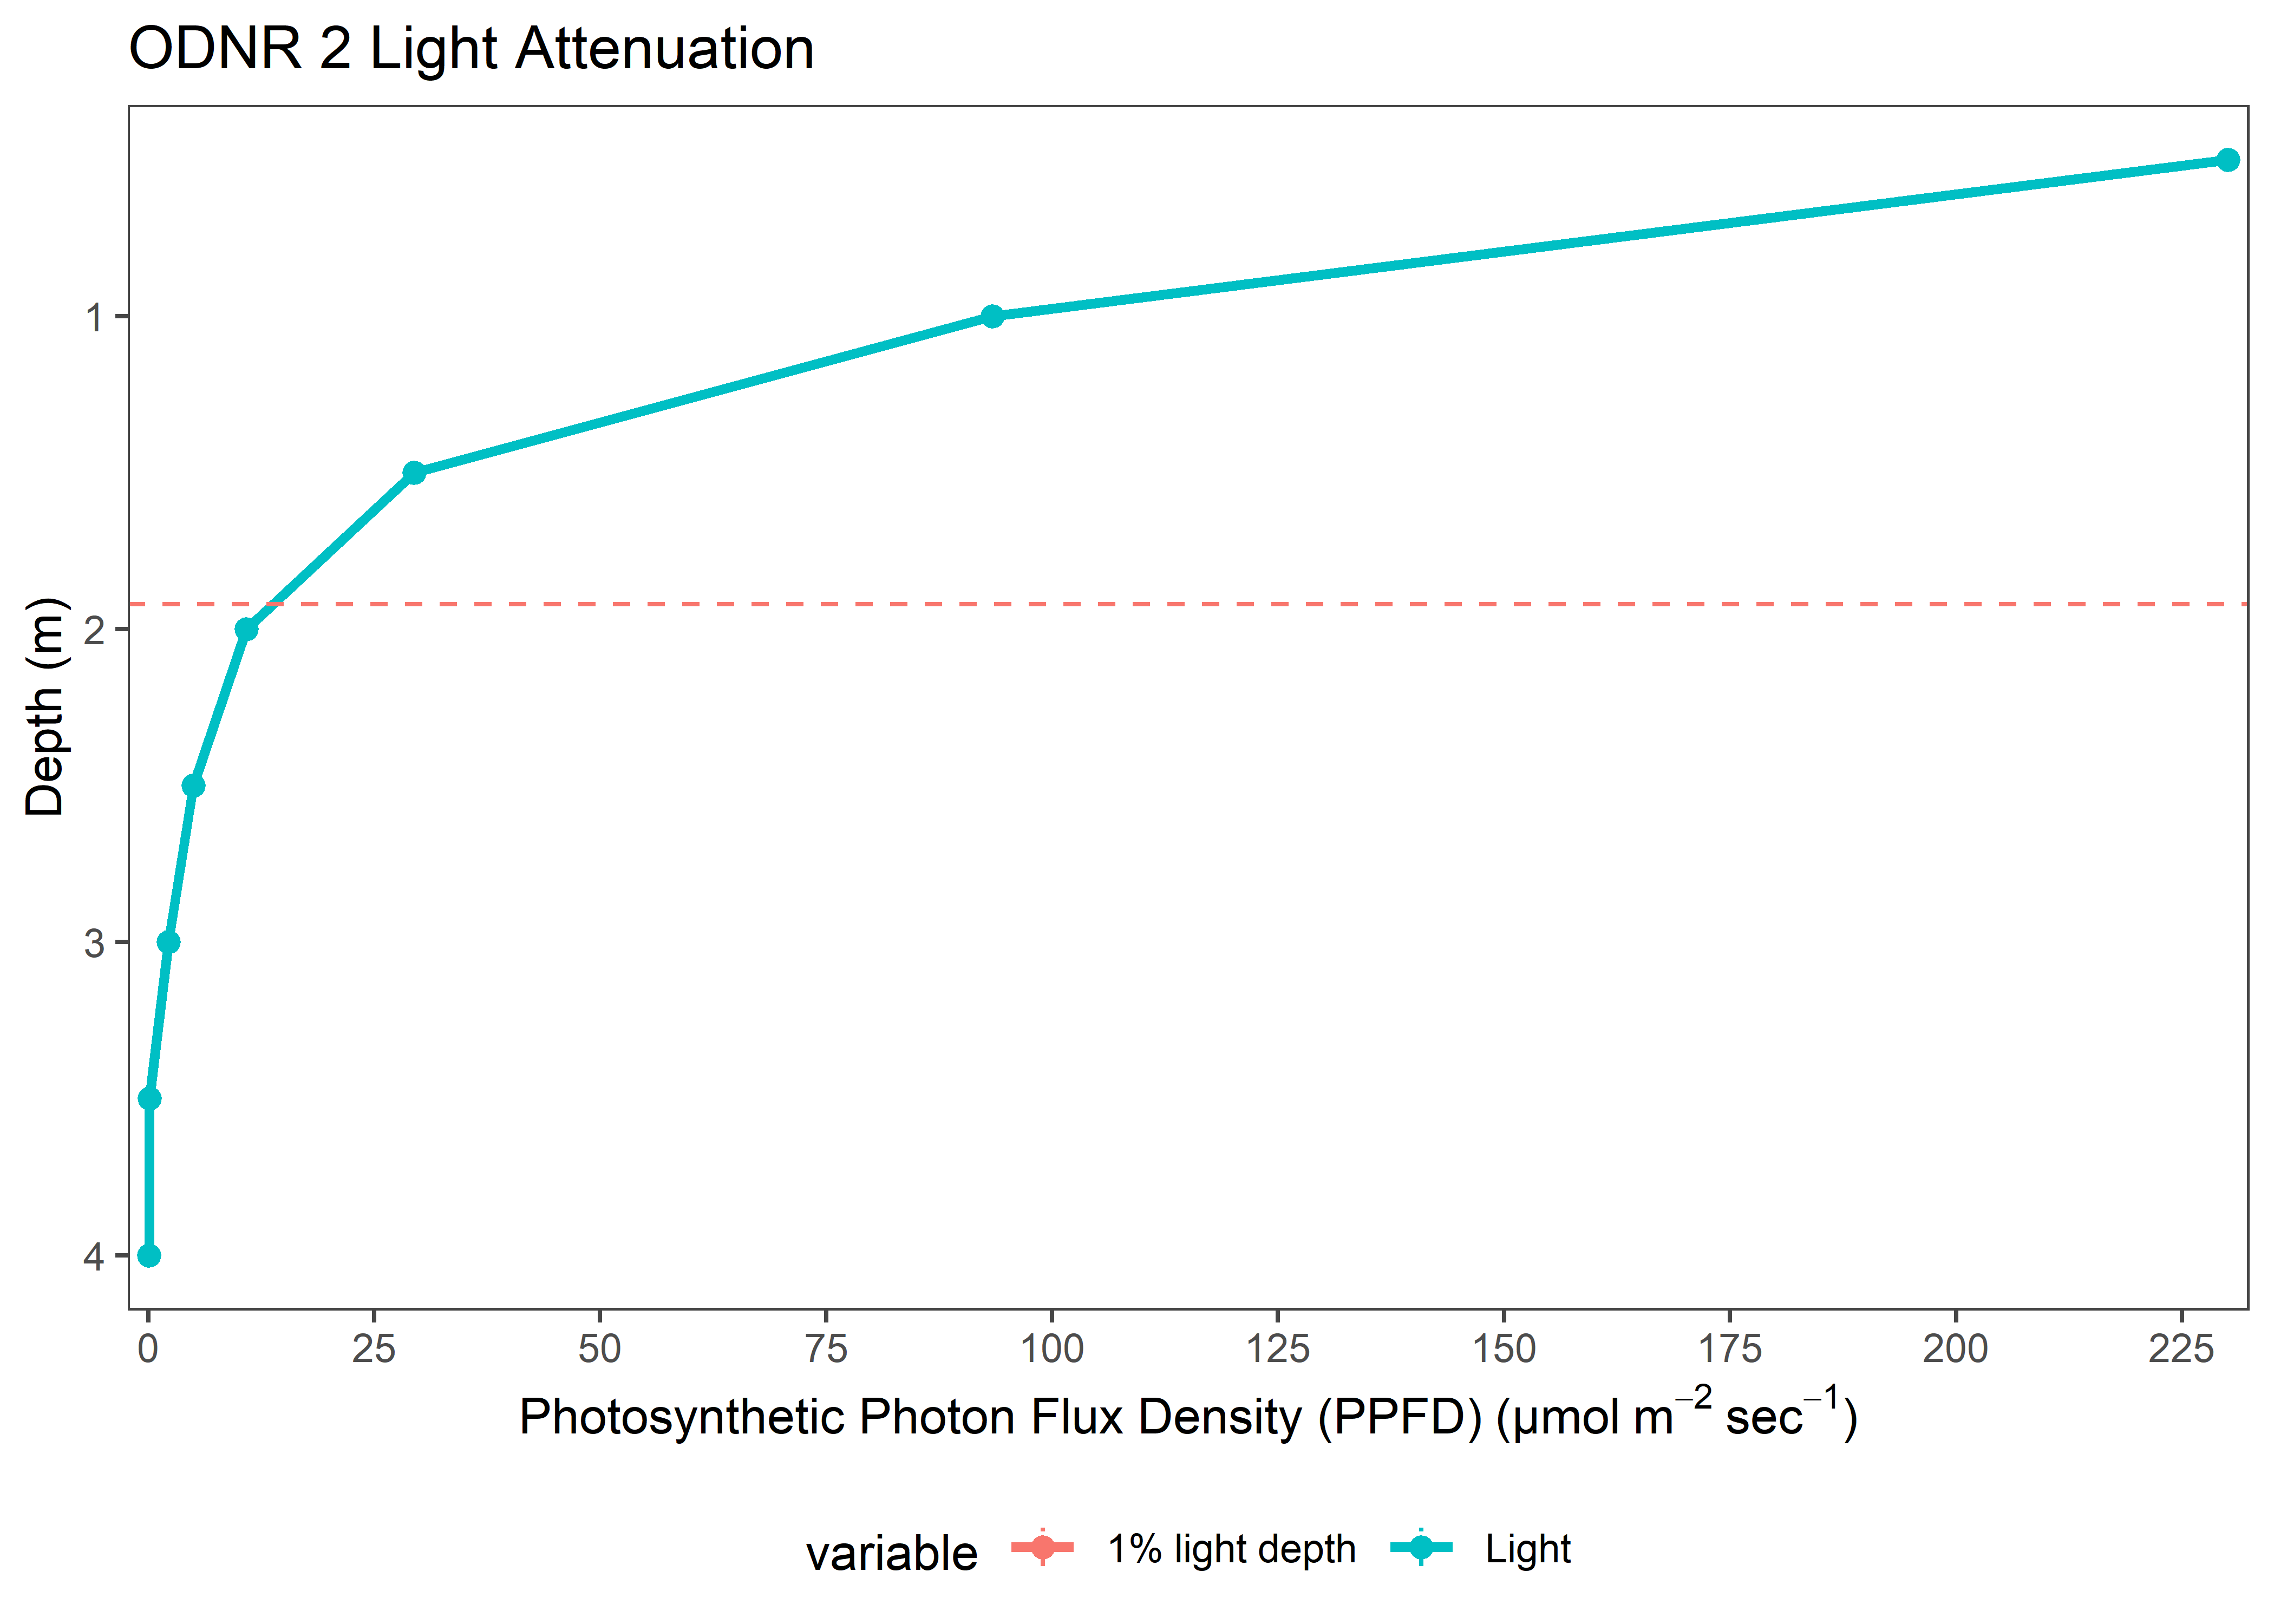 ODNR 2 Light Attenuation
Depth (m)
1
2
3
4
0 25 50 75 100 125 150 175 200 225
Photosynthetic Photon Flux Density (PPFD) (µmol m⁻² sec⁻¹)
variable 1% light depth Light